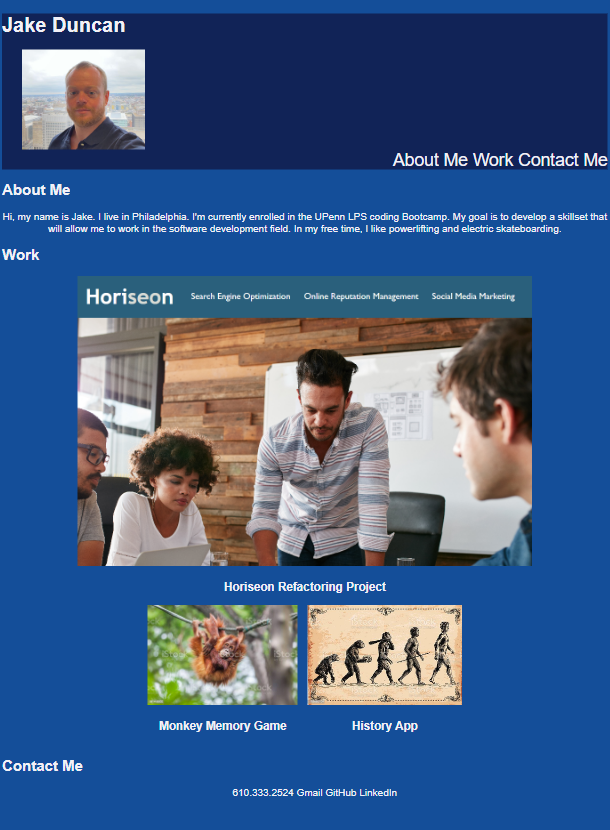 Jake Duncan
About Me Work Contact Me
About Me
Hi, my name is Jake. I live in Philadelphia. I'm currently enrolled in the UPenn LPS coding Bootcamp. My goal is to develop a skillset that
will allow me to work in the software development field. In my free time, I like powerlifting and electric skateboarding.
Work
Horiseon Search Engine Optimization Online Reputation Management Social Media Marketing
Horiseon Refactoring Project
Monkey Memory Game History App
Contact Me
610.333.2524 Gmail GitHub LinkedIn